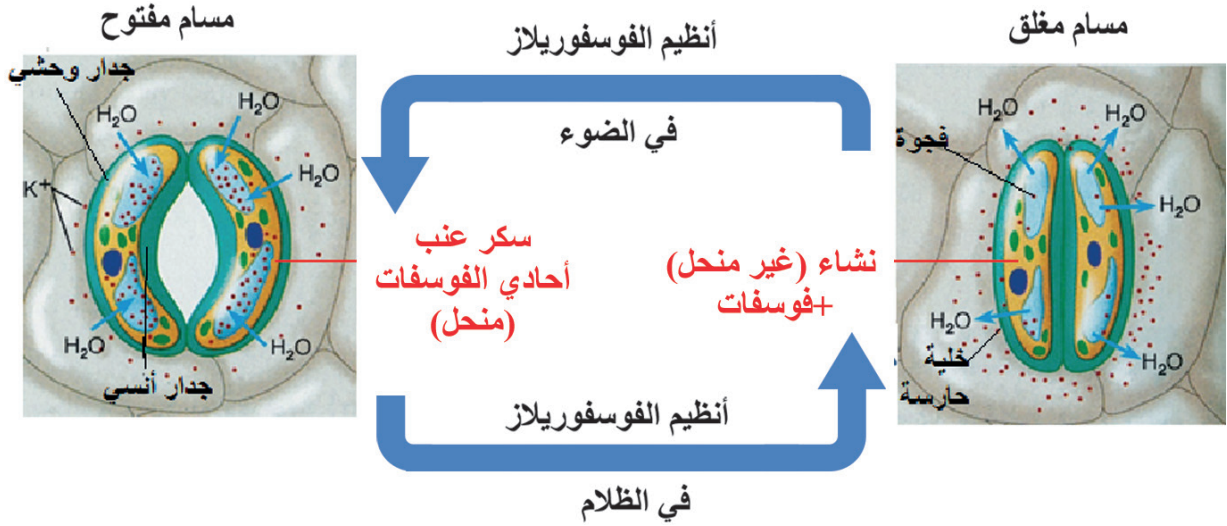 مسام مغلق
أنظيم الفوسفوريلاز
مسام مفتوح
جدار وحشي
في الضوء
H₂O
H₂O
فجوة
H₂O
H₂O
H₂O
K⁺
H₂O
نشاء (غير منحل)
+فوسفات
سكر عنب
أحادي الفوسفات
(منحل)
H₂O
خلية
حارسة
H₂O
H₂O
H₂O
جدار أنسي
أنظيم الفوسفوريلاز
في الظلام